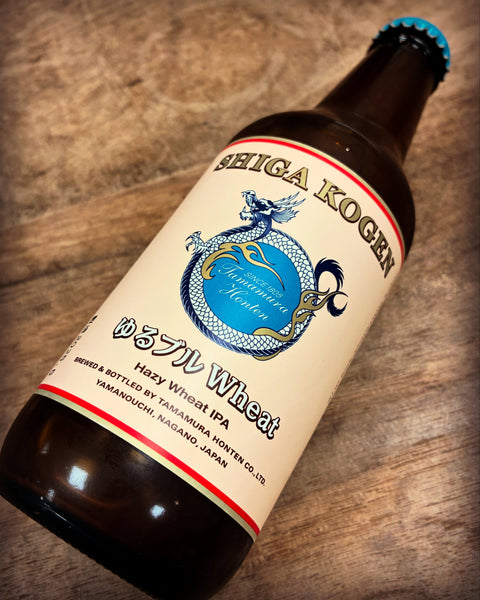 SHIGA KOGEN
SINCE 1805
Tamamura
Honten
ゆるブル Wheat
Hazy Wheat IPA
BREWED & BOTTLED BY TAMAMURA HONTEN CO.,LTD.
YAMANOUCHI, NAGANO, JAPAN